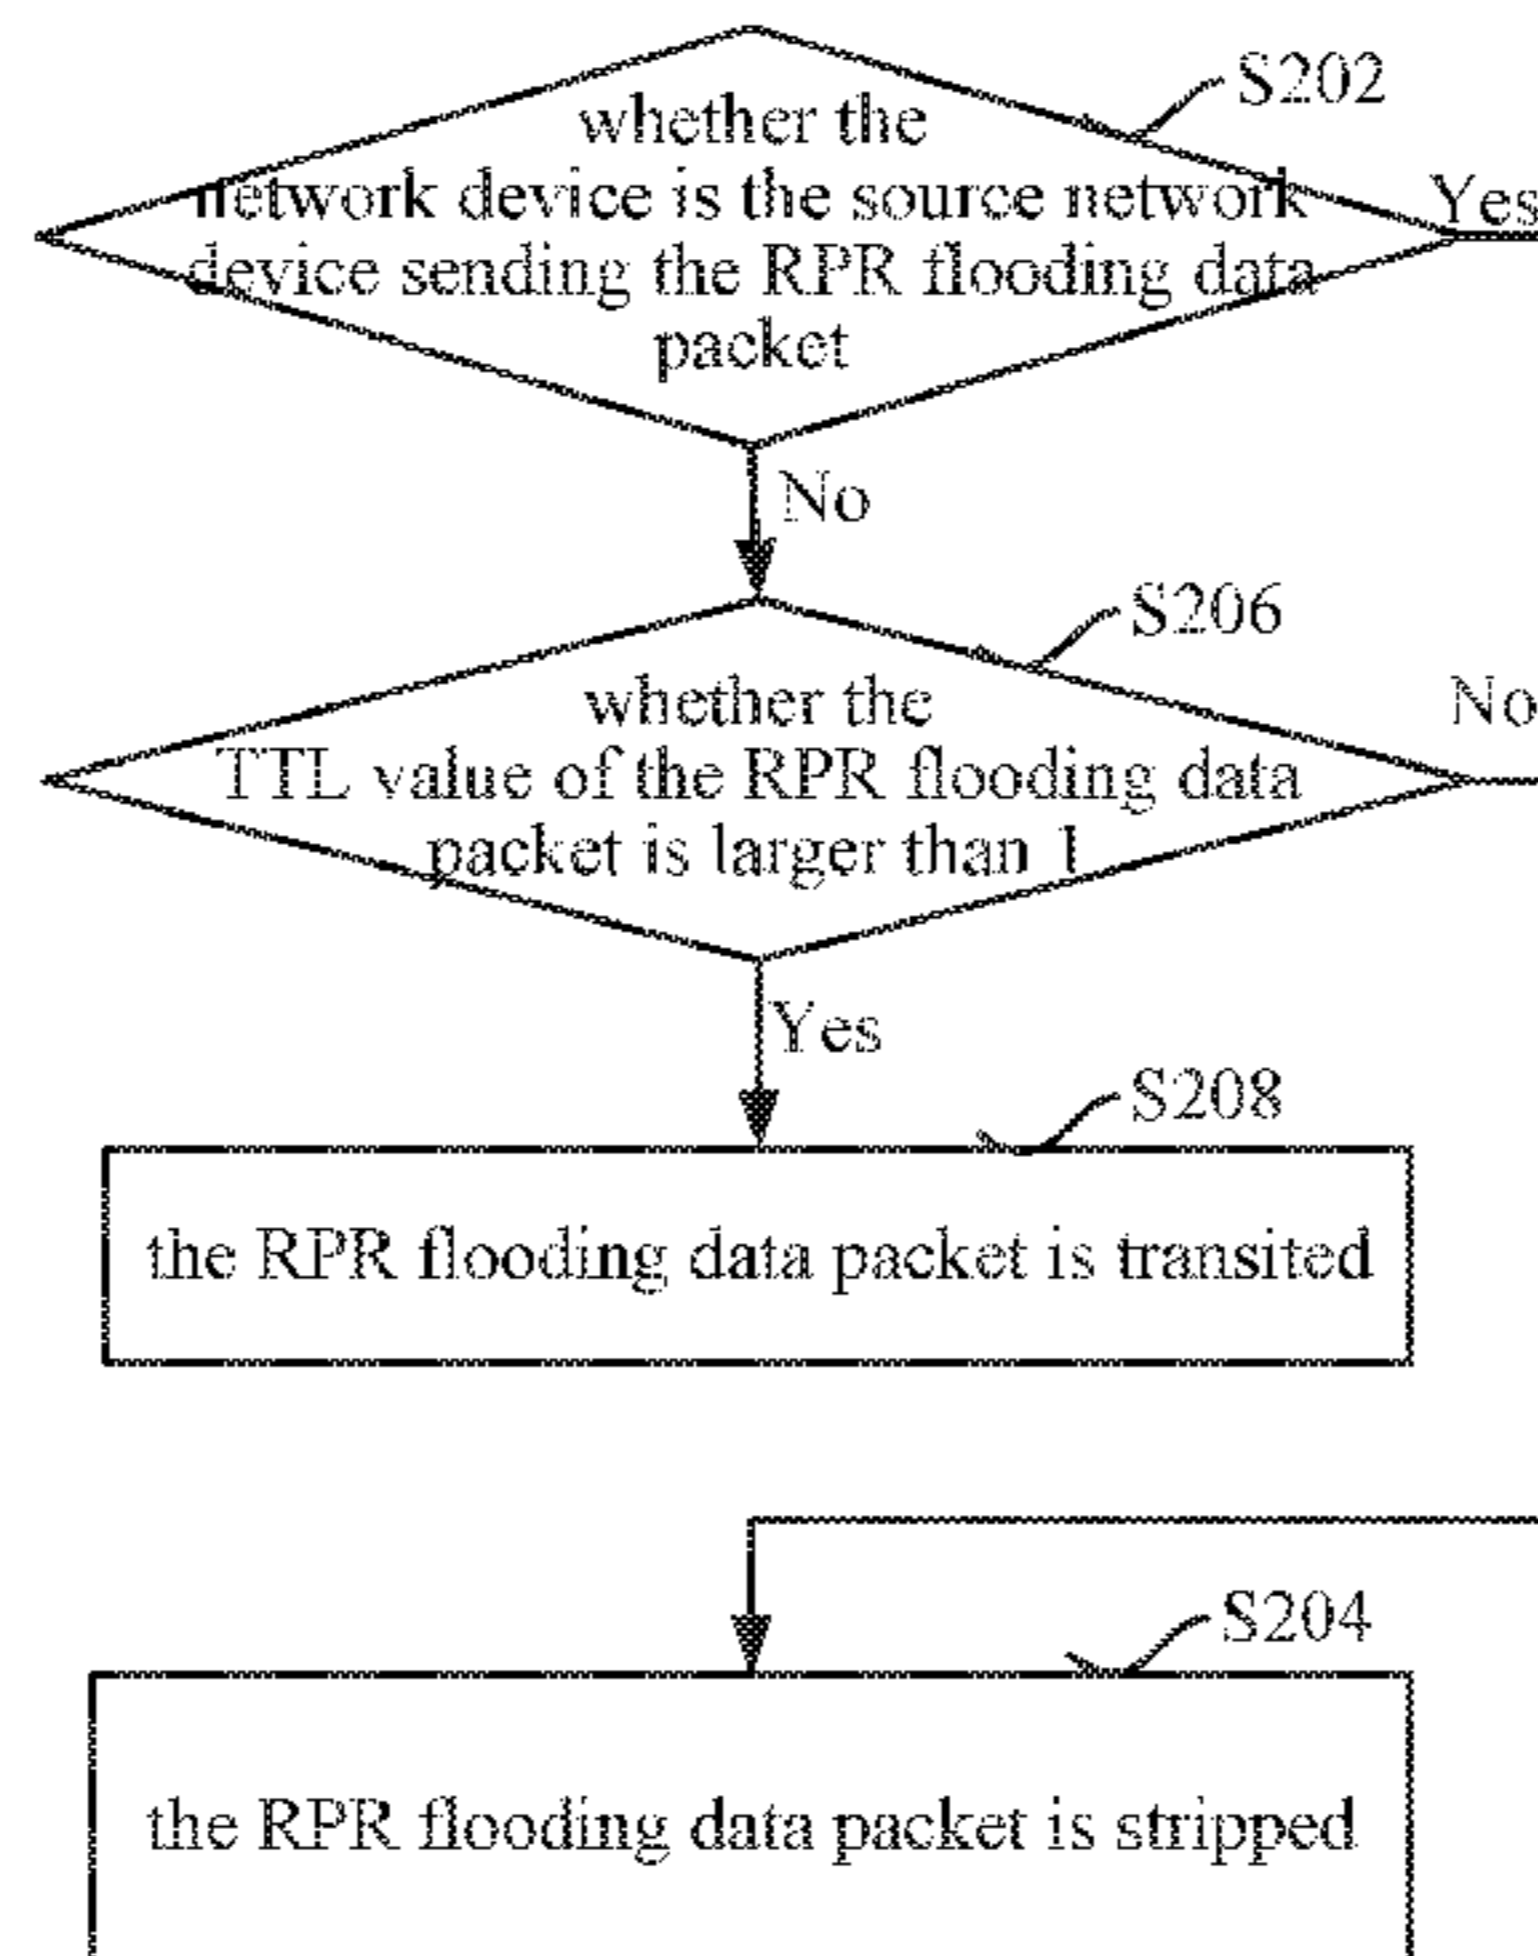 S202
whether the
network device is the source network
device sending the RPR flooding data
packet
Yes
No
S206
whether the
TTL value of the RPR flooding data
packet is larger than 1
No
Yes
S208
the RPR flooding data packet is transited
S204
the RPR flooding data packet is stripped